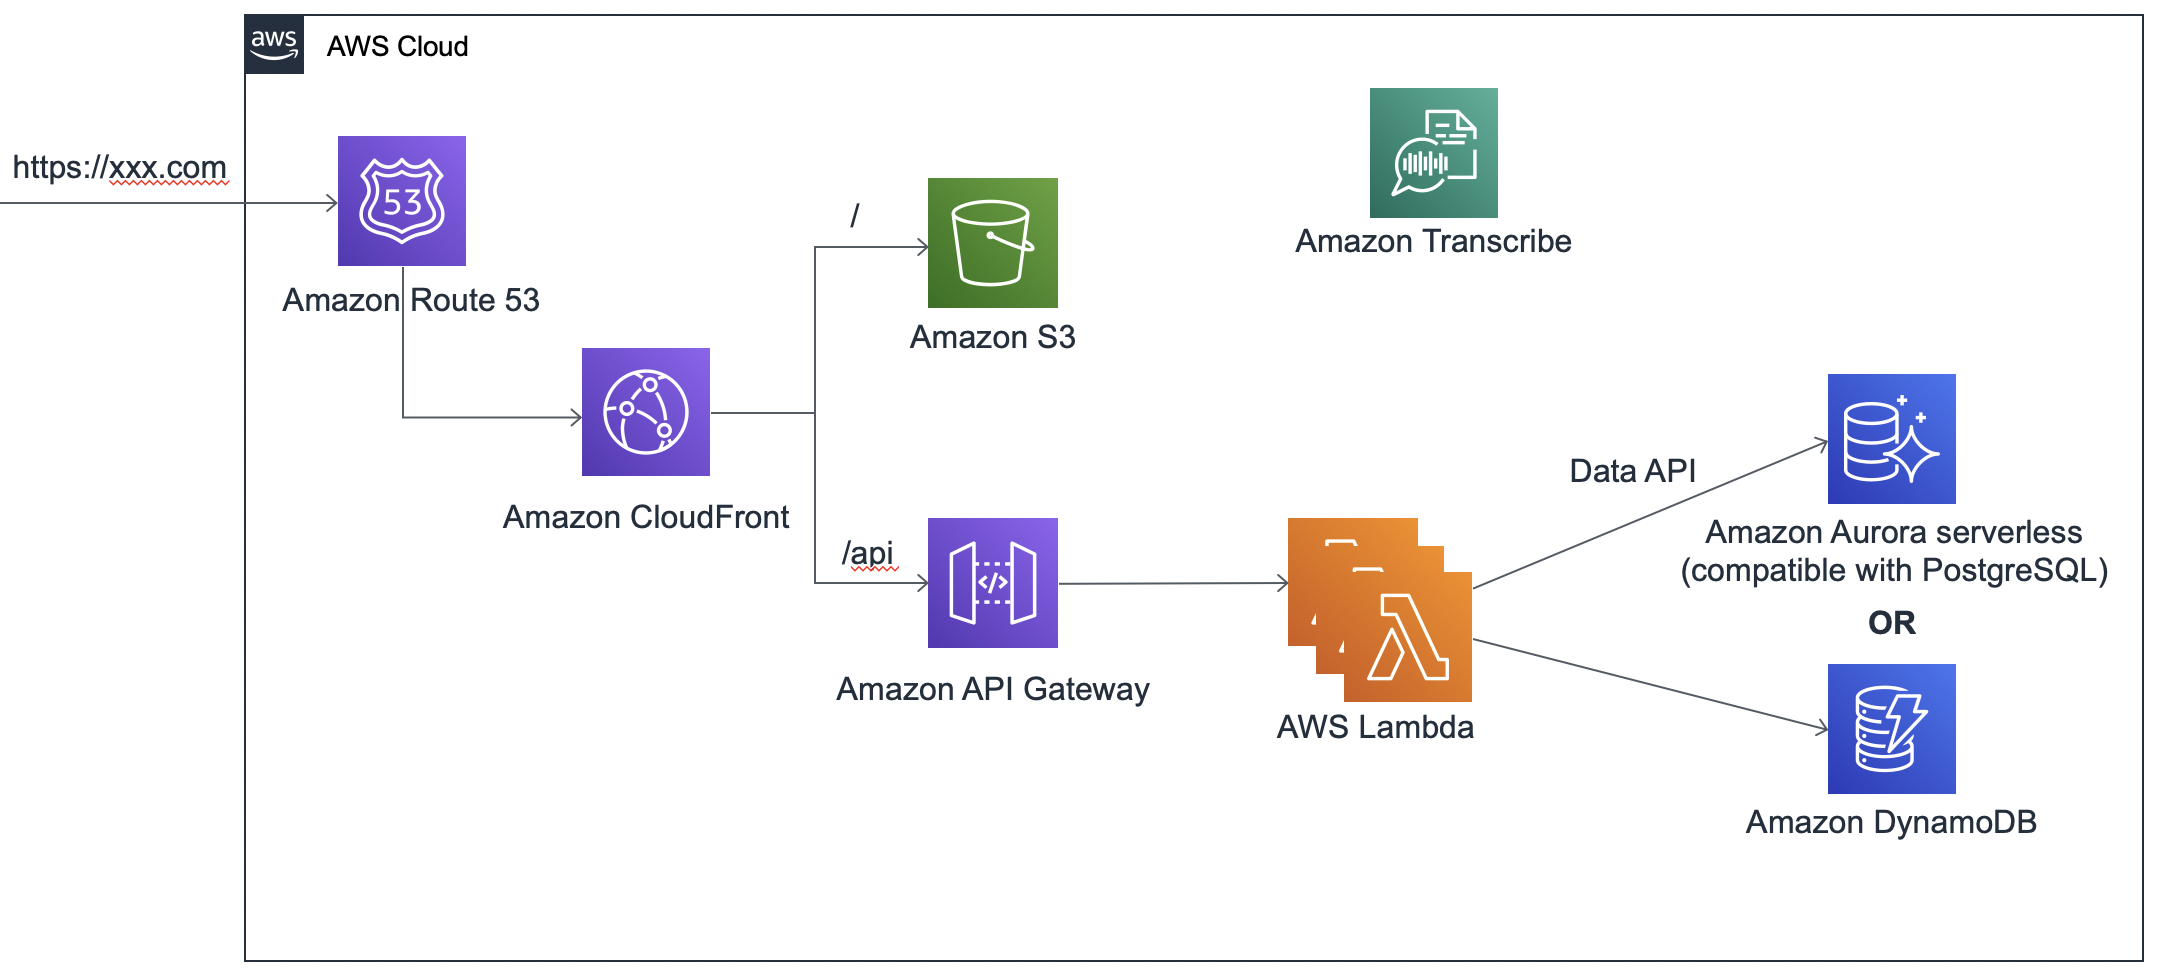 aws
AWS Cloud
https://xxx.com
53
Amazon Route 53
/
Amazon S3
Amazon Transcribe
Amazon CloudFront
/api
</>
Amazon API Gateway
AWS Lambda
Data API
Amazon Aurora serverless
(compatible with PostgreSQL)
OR
Amazon DynamoDB